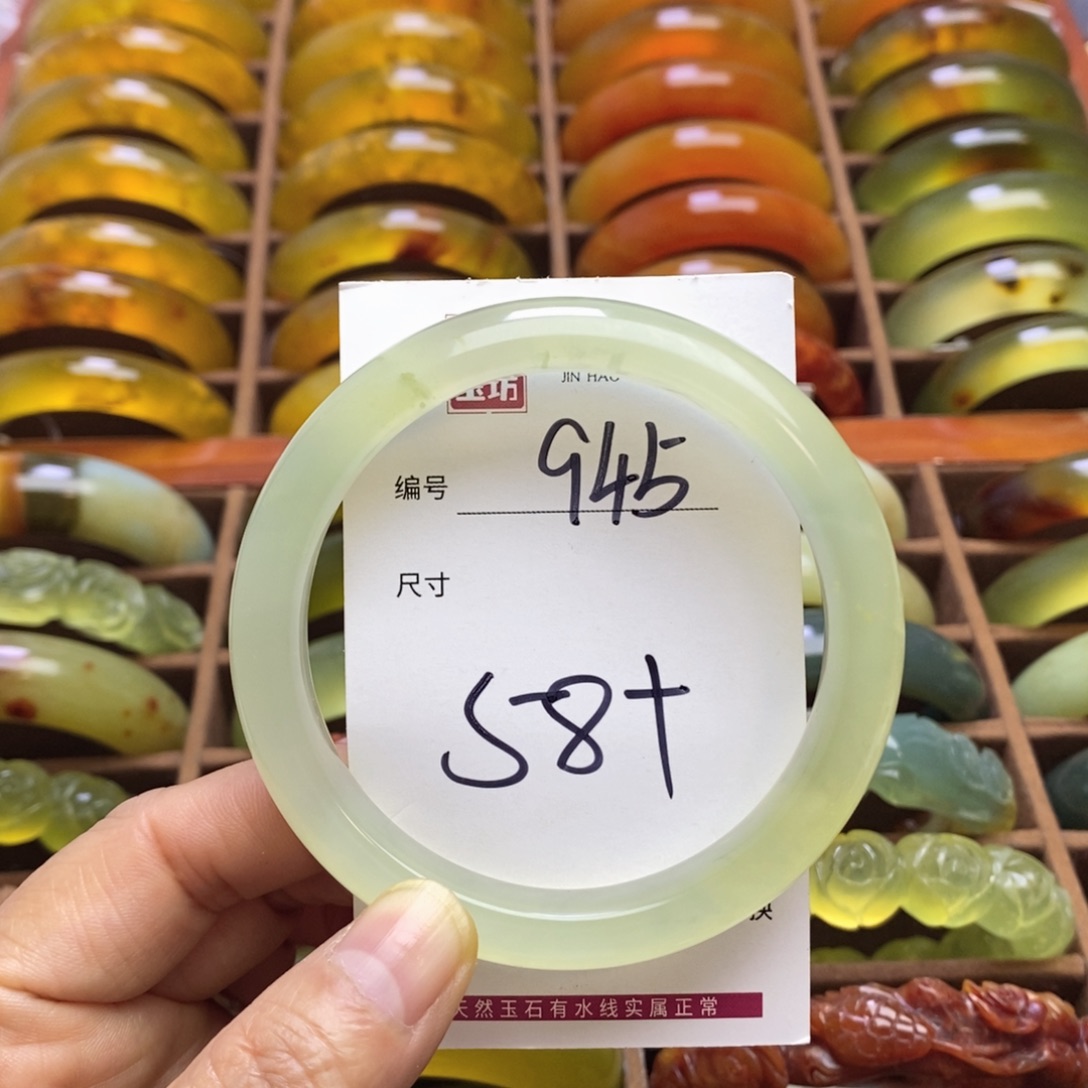 玉坊
JIN HAO
编号 945
尺寸
58+
换
天然玉石有水线实属正常